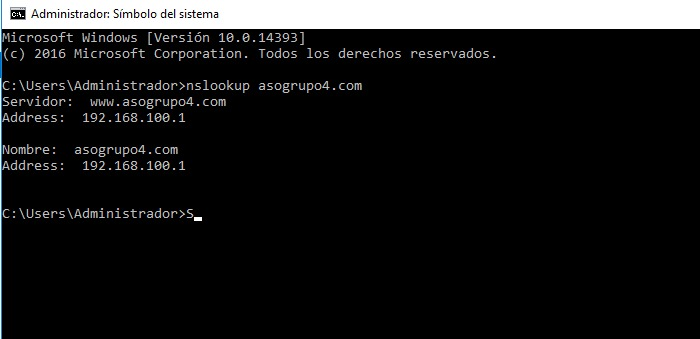 Administrador: Símbolo del sistema
Microsoft Windows [Versión 10.0.14393]
(c) 2016 Microsoft Corporation. Todos los derechos reservados.
C:\Users\Administrador>nslookup asogrupo4.com
Servidor:  www.asogrupo4.com
Address:  192.168.100.1
Nombre:  asogrupo4.com
Address:  192.168.100.1
C:\Users\Administrador>S